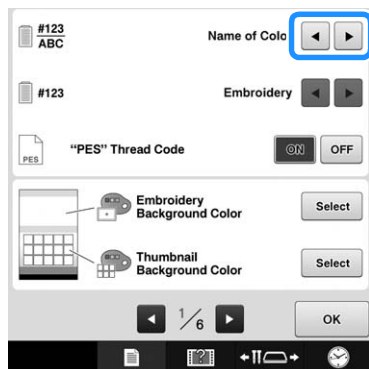 #123
ABC
Name of Colo
#123
Embroidery
PES
"PES" Thread Code
ON
OFF
Embroidery
Background Color
Select
Thumbnail
Background Color
Select
1/6
OK
?